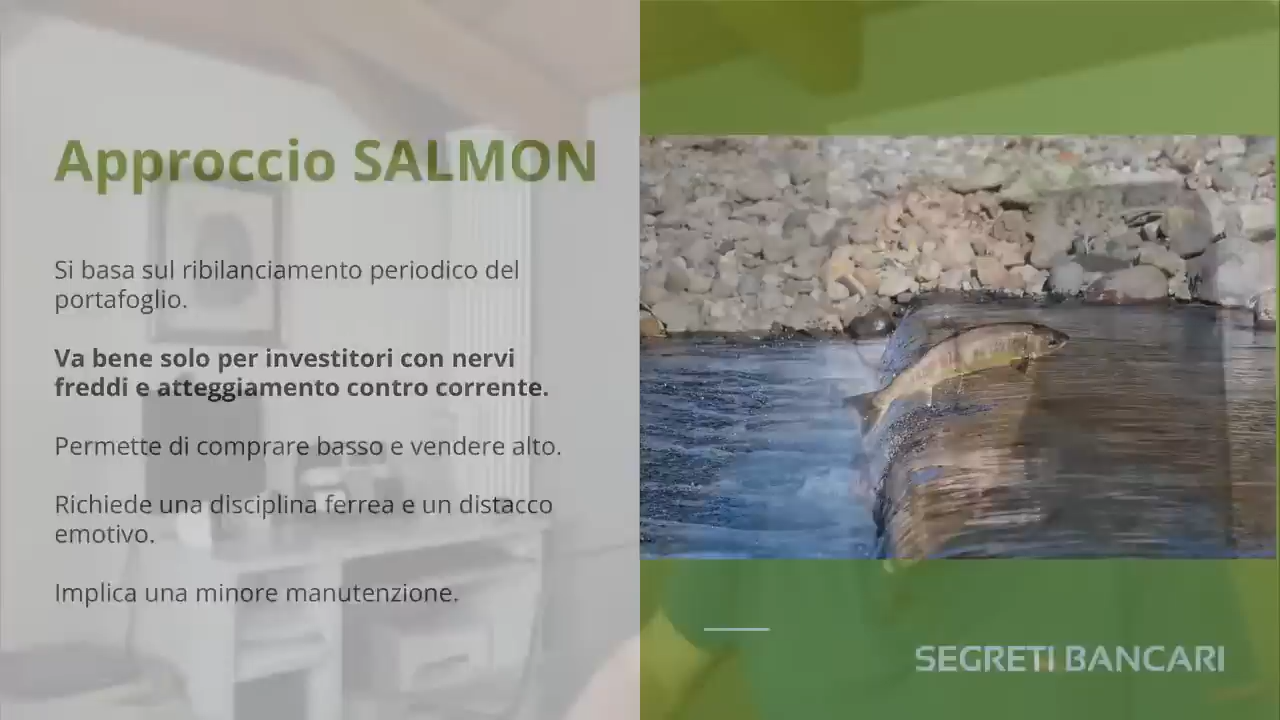 Approccio SALMON
Si basa sul ribilanciamento periodico del
portafoglio.
Va bene solo per investitori con nervi
freddi e atteggiamento contro corrente.
Permette di comprare basso e vendere alto.
Richiede una disciplina ferrea e un distacco
emotivo.
Implica una minore manutenzione.
SEGRETI BANCARI